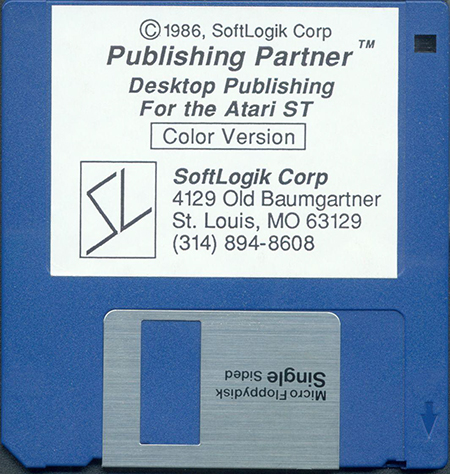 ©1986, SoftLogik Corp
Publishing Partner™
Desktop Publishing
For the Atari ST
Color Version
SL
SoftLogik Corp
4129 Old Baumgartner
St. Louis, MO 63129
(314) 894-8608
Micro Floppydisk
Single Sided